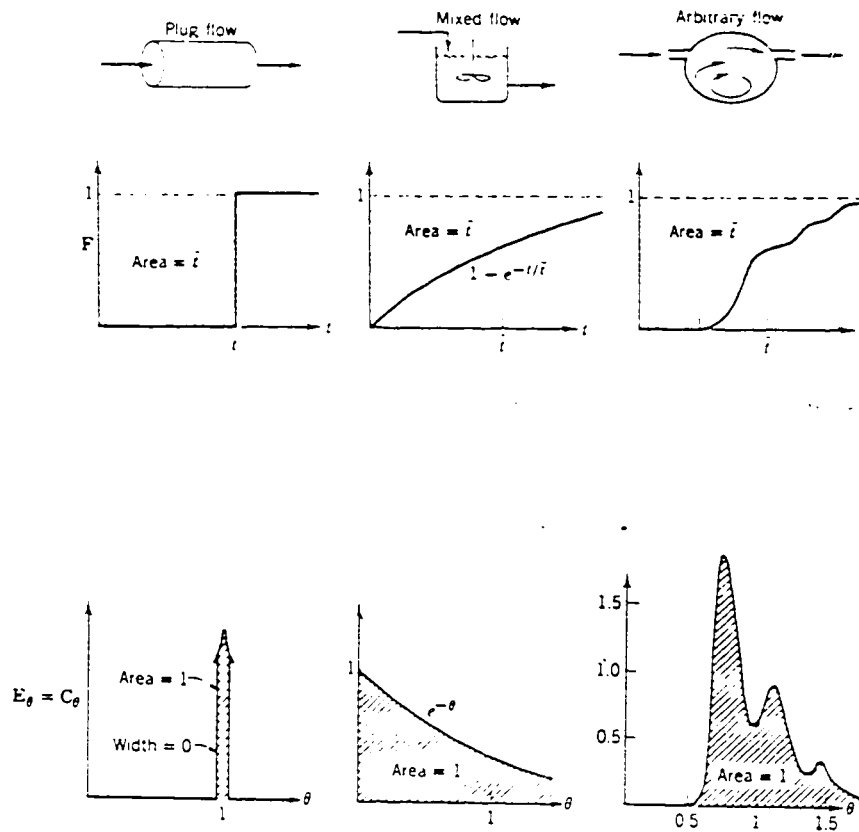 Plug flow
Mixed flow
Arbitrary flow
1
F
Area = t̄
t
t
1
Area = t̄
1 − e^−t/t̄
t̄
t
1
Area = t̄
t̄
E_θ = C_θ
Area = 1
Width = 0
1
θ
1
e^−θ
Area = 1
1
θ
1.5
1.0
0.5
Area = 1
0.5
1
1.5
θ